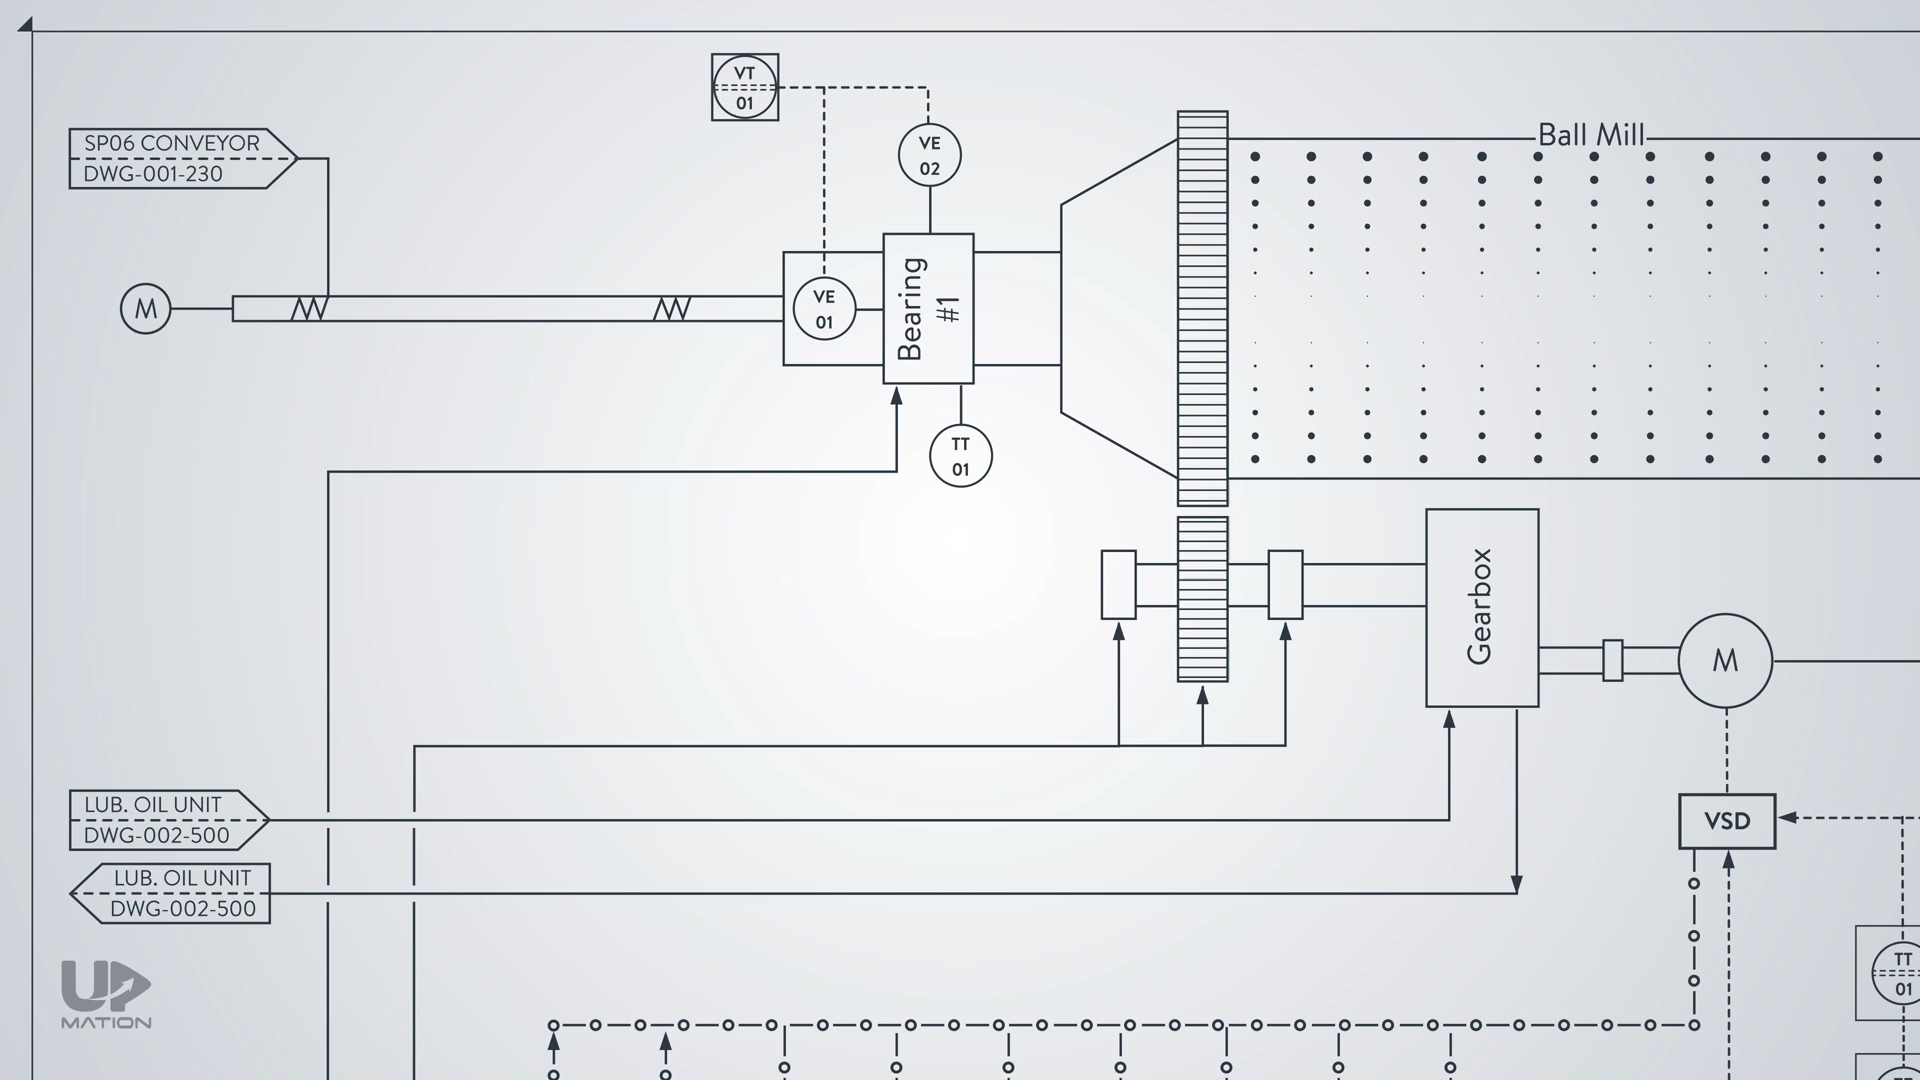 VT
01
SP06 CONVEYOR
DWG-001-230
VE
02
Ball Mill
M
VE
01
Bearing
#1
TT
01
Gearbox
M
LUB. OIL UNIT
DWG-002-500
VSD
LUB. OIL UNIT
DWG-002-500
TT
01
UP
MATION